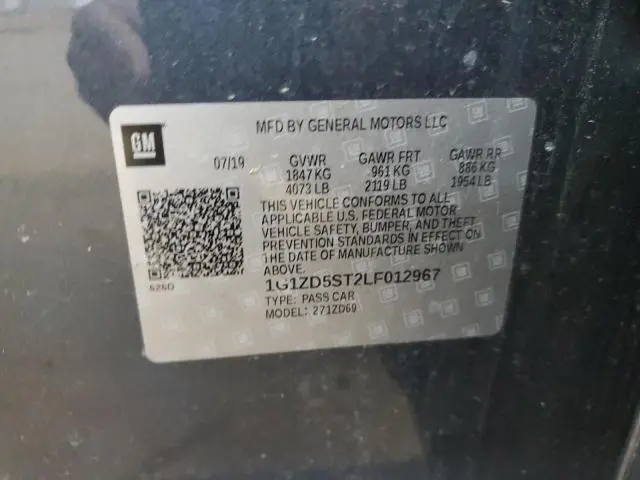 GM
MFD BY GENERAL MOTORS LLC
07/19 GVWR GAWR FRT GAWR RR
1847 KG 961 KG 886 KG
4073 LB 2119 LB 1954 LB
THIS VEHICLE CONFORMS TO ALL
APPLICABLE U.S. FEDERAL MOTOR
VEHICLE SAFETY, BUMPER, AND THEFT
PREVENTION STANDARDS IN EFFECT ON
THE DATE OF MANUFACTURE SHOWN
ABOVE.
526D
1G1ZD5ST2LF012967
TYPE: PASS CAR
MODEL: 271ZD69